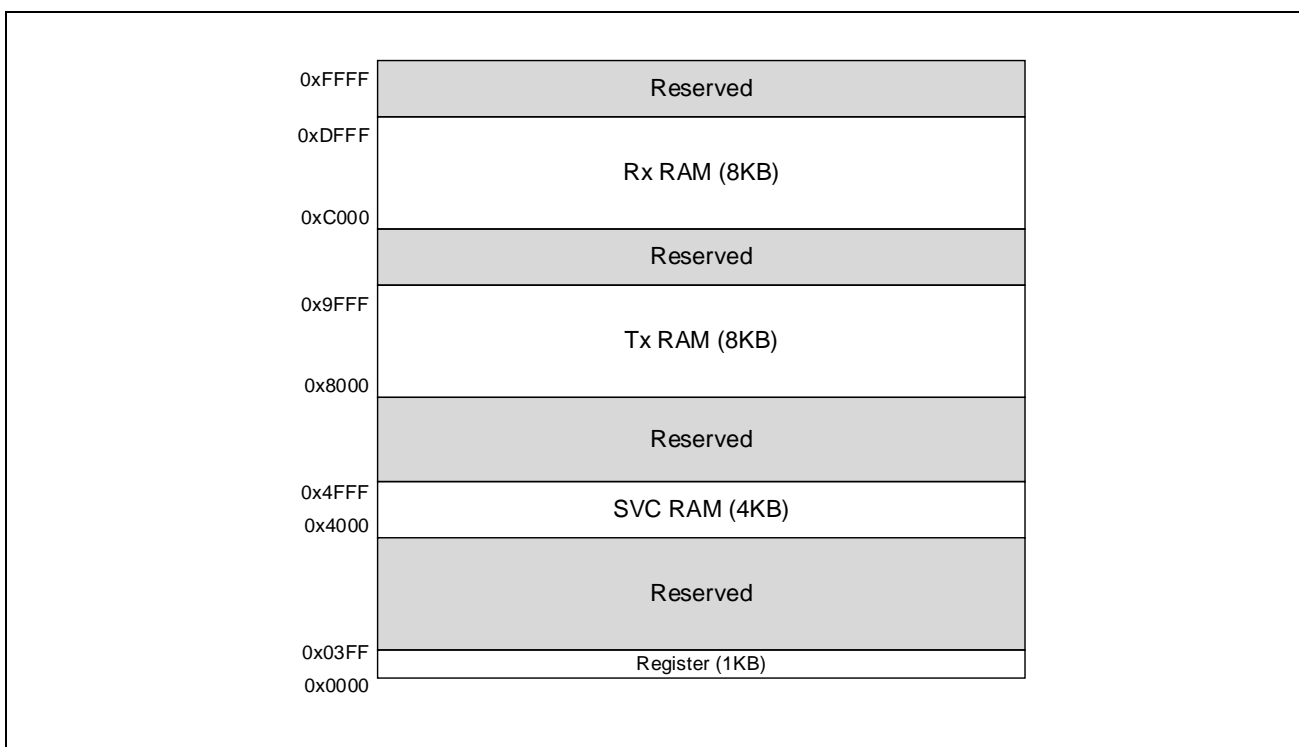 0xFFFF
Reserved
0xDFFF
Rx RAM (8KB)
0xC000
Reserved
0x9FFF
Tx RAM (8KB)
0x8000
Reserved
0x4FFF
SVC RAM (4KB)
0x4000
Reserved
0x03FF
Register (1KB)
0x0000